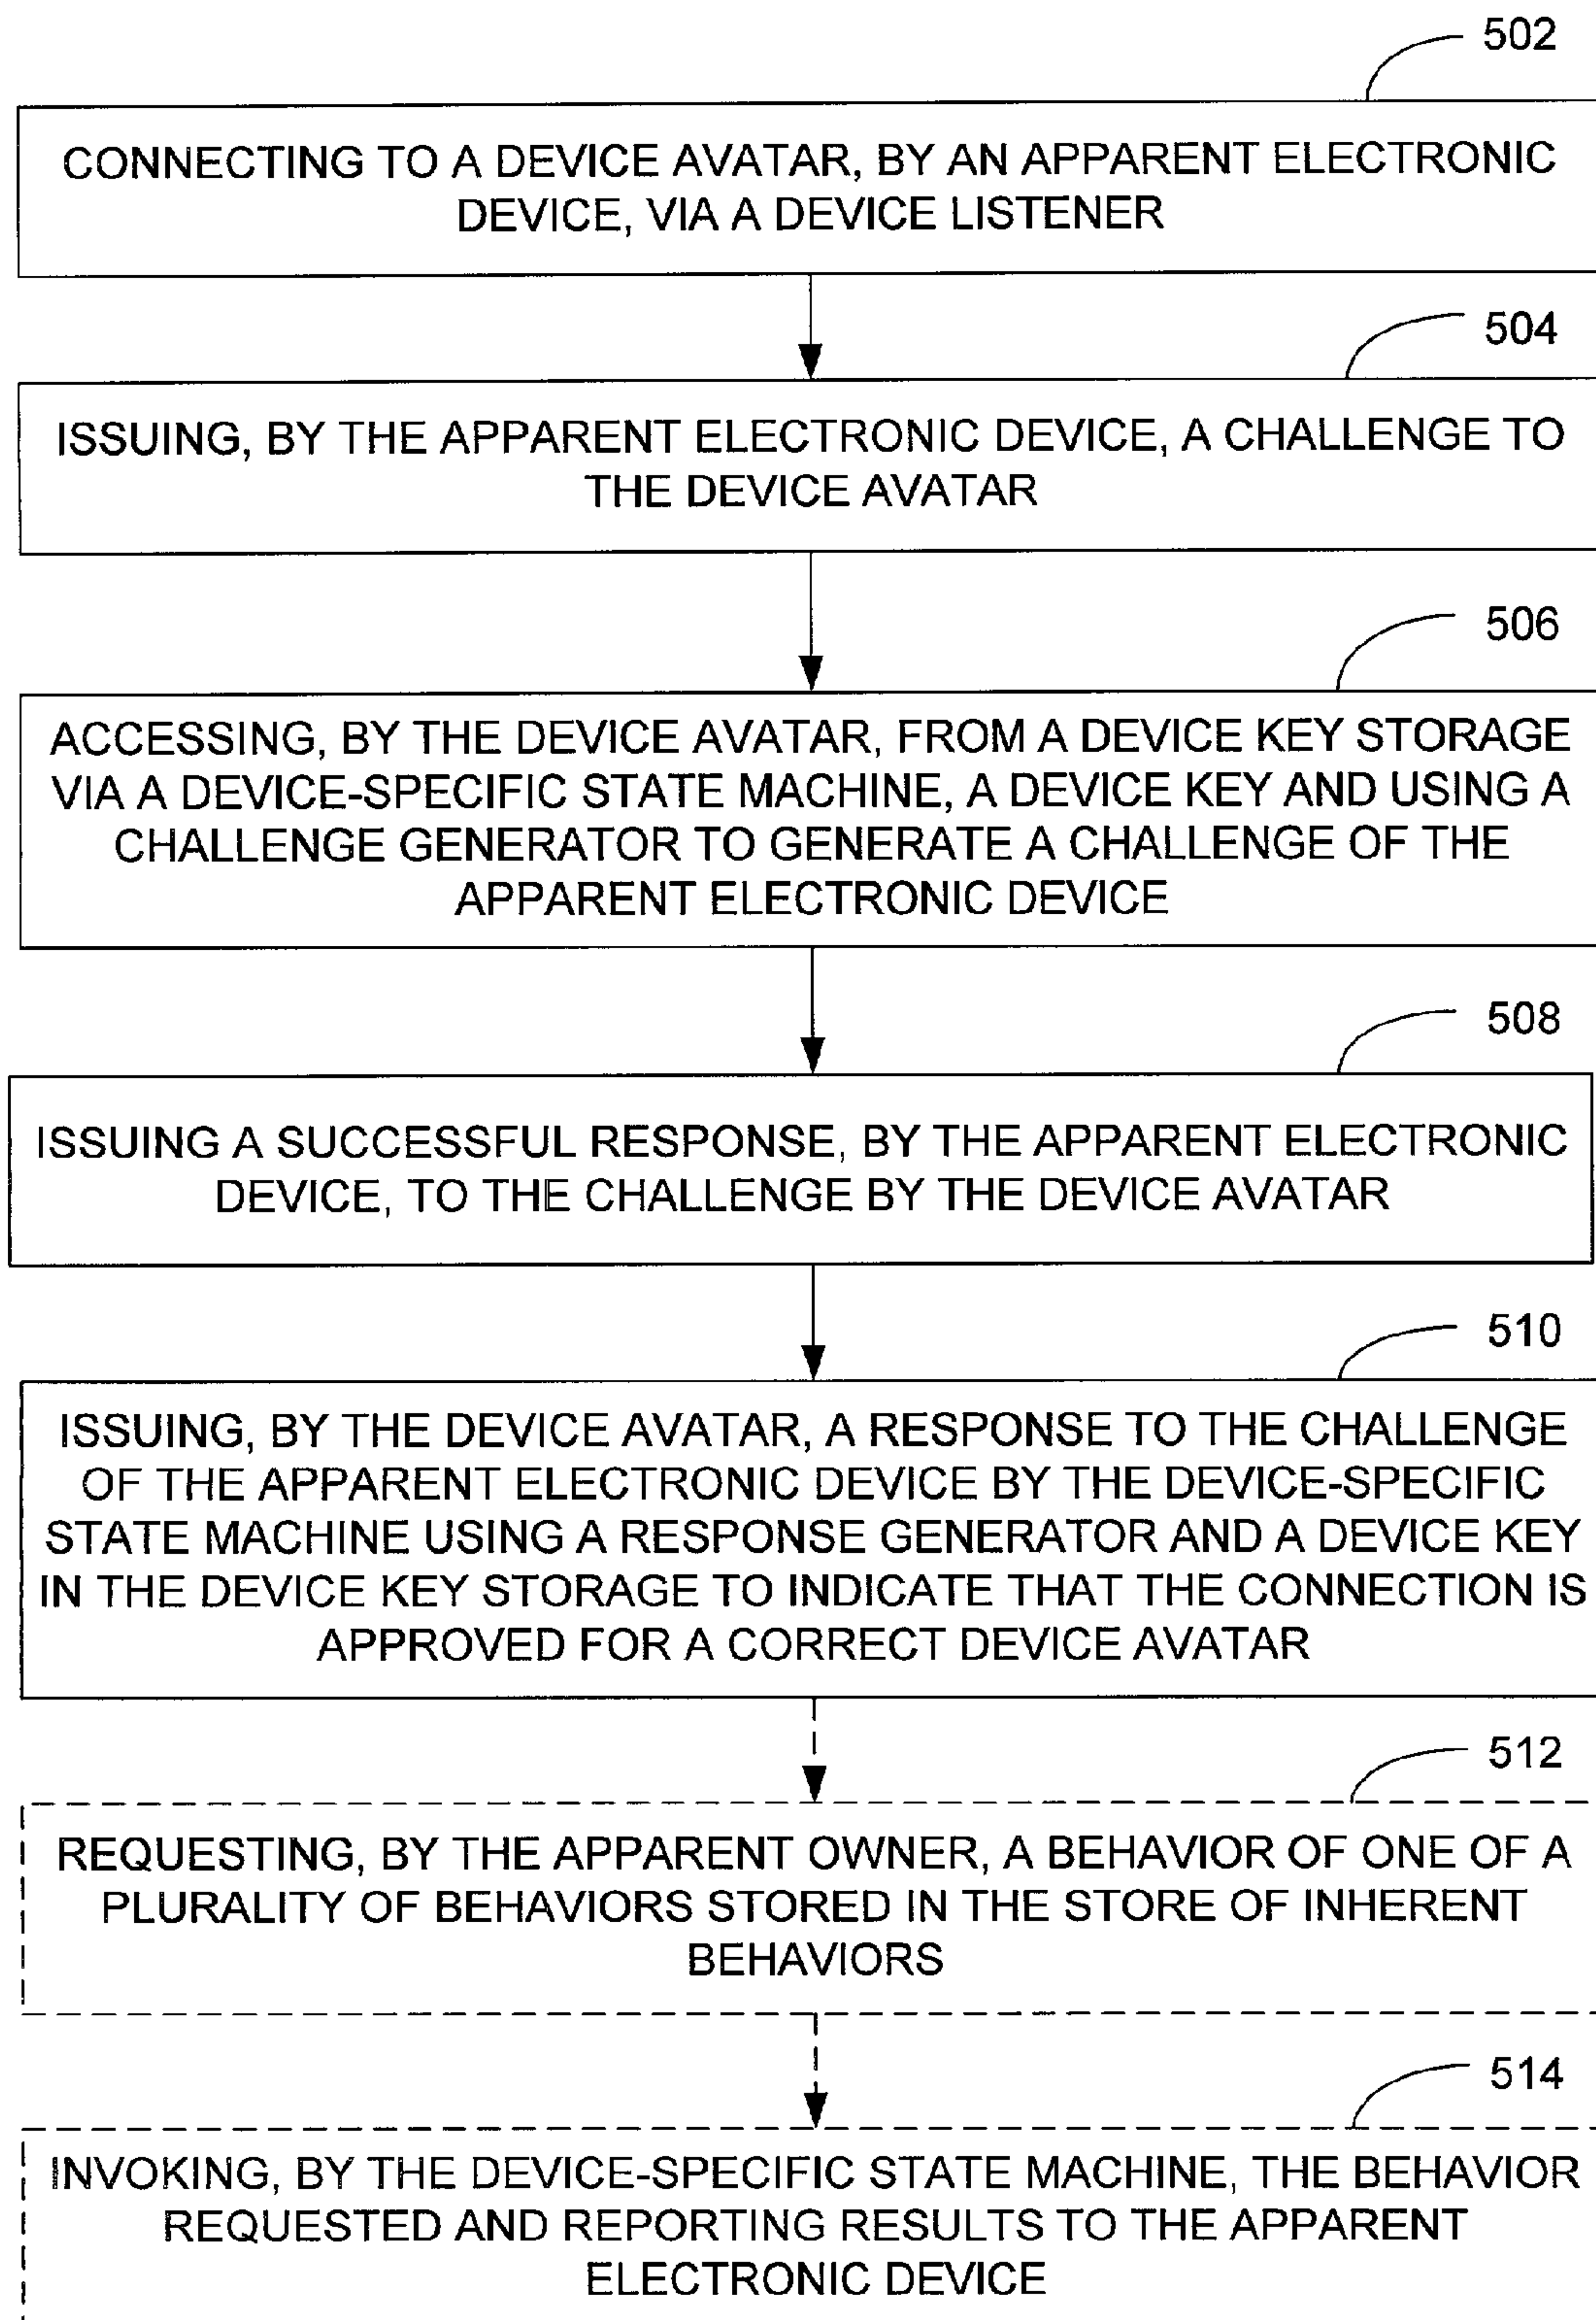 502
CONNECTING TO A DEVICE AVATAR, BY AN APPARENT ELECTRONIC
DEVICE, VIA A DEVICE LISTENER
504
ISSUING, BY THE APPARENT ELECTRONIC DEVICE, A CHALLENGE TO
THE DEVICE AVATAR
506
ACCESSING, BY THE DEVICE AVATAR, FROM A DEVICE KEY STORAGE
VIA A DEVICE-SPECIFIC STATE MACHINE, A DEVICE KEY AND USING A
CHALLENGE GENERATOR TO GENERATE A CHALLENGE OF THE
APPARENT ELECTRONIC DEVICE
508
ISSUING A SUCCESSFUL RESPONSE, BY THE APPARENT ELECTRONIC
DEVICE, TO THE CHALLENGE BY THE DEVICE AVATAR
510
ISSUING, BY THE DEVICE AVATAR, A RESPONSE TO THE CHALLENGE
OF THE APPARENT ELECTRONIC DEVICE BY THE DEVICE-SPECIFIC
STATE MACHINE USING A RESPONSE GENERATOR AND A DEVICE KEY
IN THE DEVICE KEY STORAGE TO INDICATE THAT THE CONNECTION IS
APPROVED FOR A CORRECT DEVICE AVATAR
512
REQUESTING, BY THE APPARENT OWNER, A BEHAVIOR OF ONE OF A
PLURALITY OF BEHAVIORS STORED IN THE STORE OF INHERENT
BEHAVIORS
514
INVOKING, BY THE DEVICE-SPECIFIC STATE MACHINE, THE BEHAVIOR
REQUESTED AND REPORTING RESULTS TO THE APPARENT
ELECTRONIC DEVICE